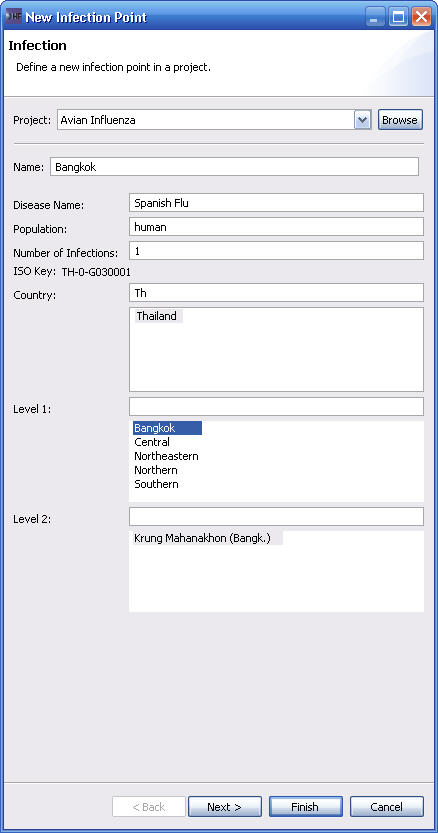 New Infection Point
Infection
Define a new infection point in a project.
Project: Avian Influenza Browse
Name: Bangkok
Disease Name: Spanish Flu
Population: human
Number of Infections: 1
ISO Key: TH-0-G030001
Country: Th
Thailand
Level 1:
Bangkok
Central
Northeastern
Northern
Southern
Level 2:
Krung Mahanakhon (Bangk.)
< Back Next > Finish Cancel